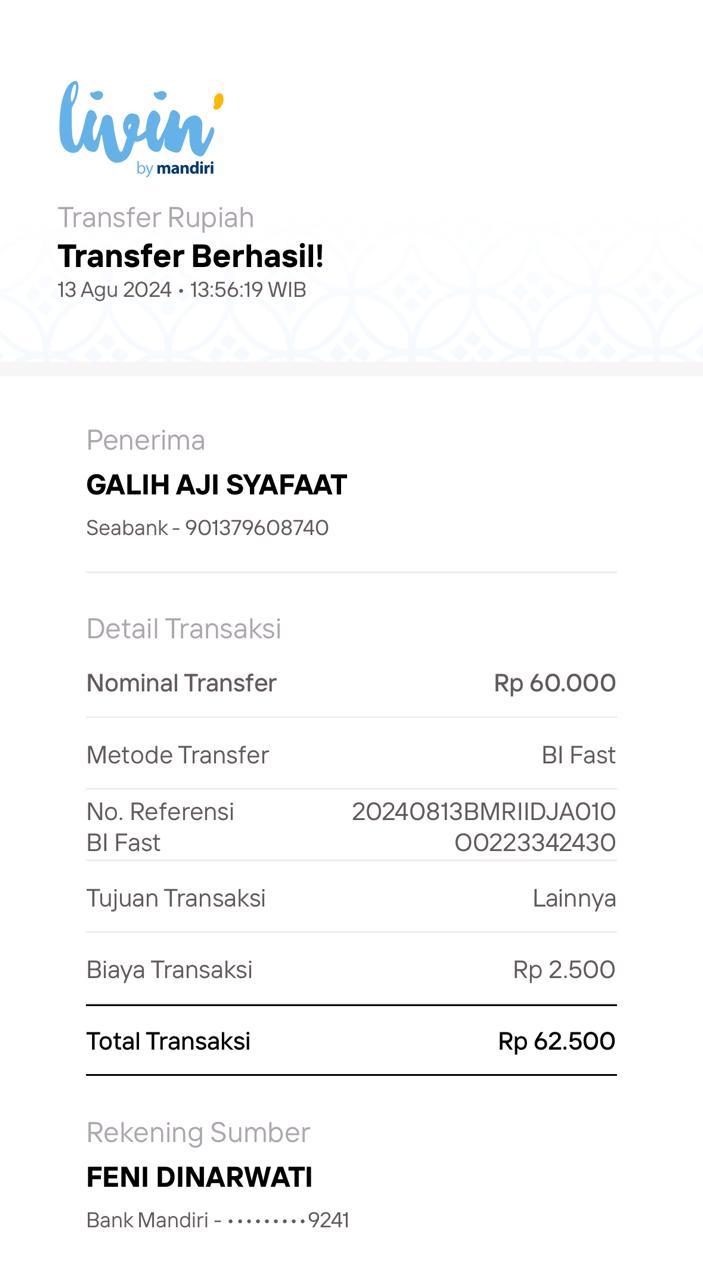 livin'
by mandiri
Transfer Rupiah
Transfer Berhasil!
13 Agu 2024 • 13:56:19 WIB
Penerima
GALIH AJI SYAFAAT
Seabank - 901379608740
Detail Transaksi
Nominal Transfer Rp 60.000
Metode Transfer BI Fast
No. Referensi 20240813BMRIIDJA010
BI Fast O0223342430
Tujuan Transaksi Lainnya
Biaya Transaksi Rp 2.500
Total Transaksi Rp 62.500
Rekening Sumber
FENI DINARWATI
Bank Mandiri - •••••••••9241